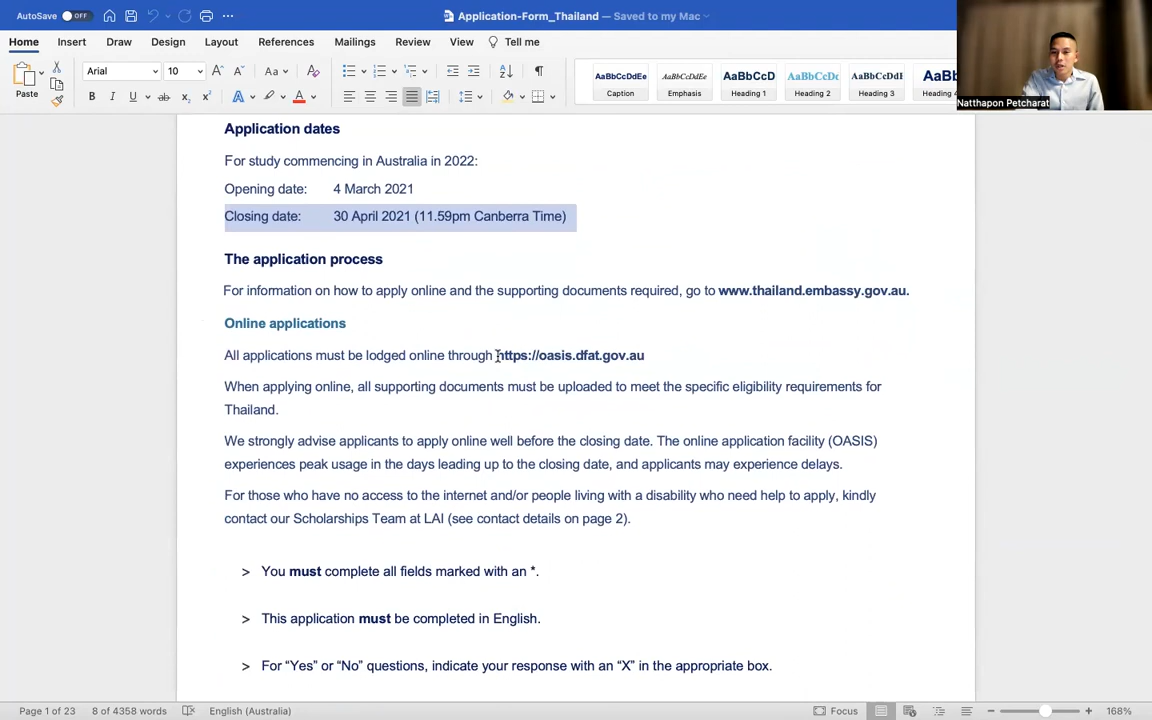 AutoSave OFF
Application-Form_Thailand — Saved to my Mac
Home Insert Draw Design Layout References Mailings Review View Tell me
Paste
Arial 10
Aa
B I U ab x₂ x² A A
AaBbCcDdEe AaBbCcDdEe AaBbCcD AaBbCcDc AaBbCcDdE AaBb
Caption Emphasis Heading 1 Heading 2 Heading 3 Heading 4
Natthapon Petcharat
Application dates
For study commencing in Australia in 2022:
Opening date: 4 March 2021
Closing date: 30 April 2021 (11.59pm Canberra Time)
The application process
For information on how to apply online and the supporting documents required, go to www.thailand.embassy.gov.au.
Online applications
All applications must be lodged online through https://oasis.dfat.gov.au
When applying online, all supporting documents must be uploaded to meet the specific eligibility requirements for
Thailand.
We strongly advise applicants to apply online well before the closing date. The online application facility (OASIS)
experiences peak usage in the days leading up to the closing date, and applicants may experience delays.
For those who have no access to the internet and/or people living with a disability who need help to apply, kindly
contact our Scholarships Team at LAI (see contact details on page 2).
> You must complete all fields marked with an *.
> This application must be completed in English.
> For “Yes” or “No” questions, indicate your response with an “X” in the appropriate box.
Page 1 of 23 8 of 4358 words English (Australia) Focus 168%